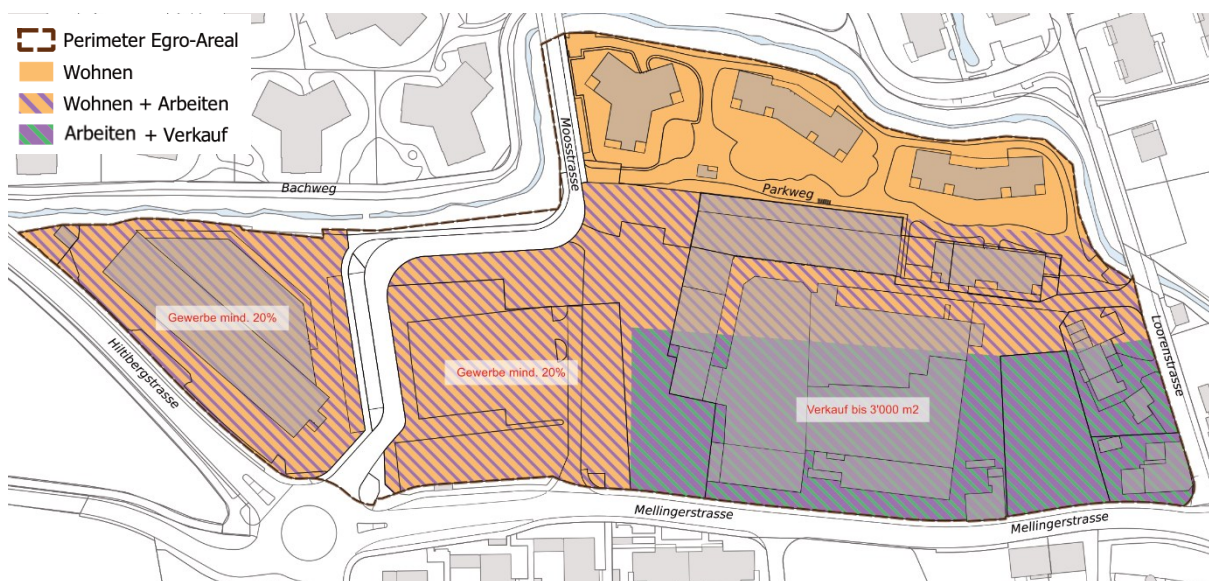 Perimeter Egro-Areal
Wohnen
Wohnen + Arbeiten
Arbeiten + Verkauf
Moosstrasse
Bachweg
Parkweg
Gewerbe mind. 20%
Hiltibergstrasse
Gewerbe mind. 20%
Loorenstrasse
Verkauf bis 3'000 m2
Mellingerstrasse
Mellingerstrasse